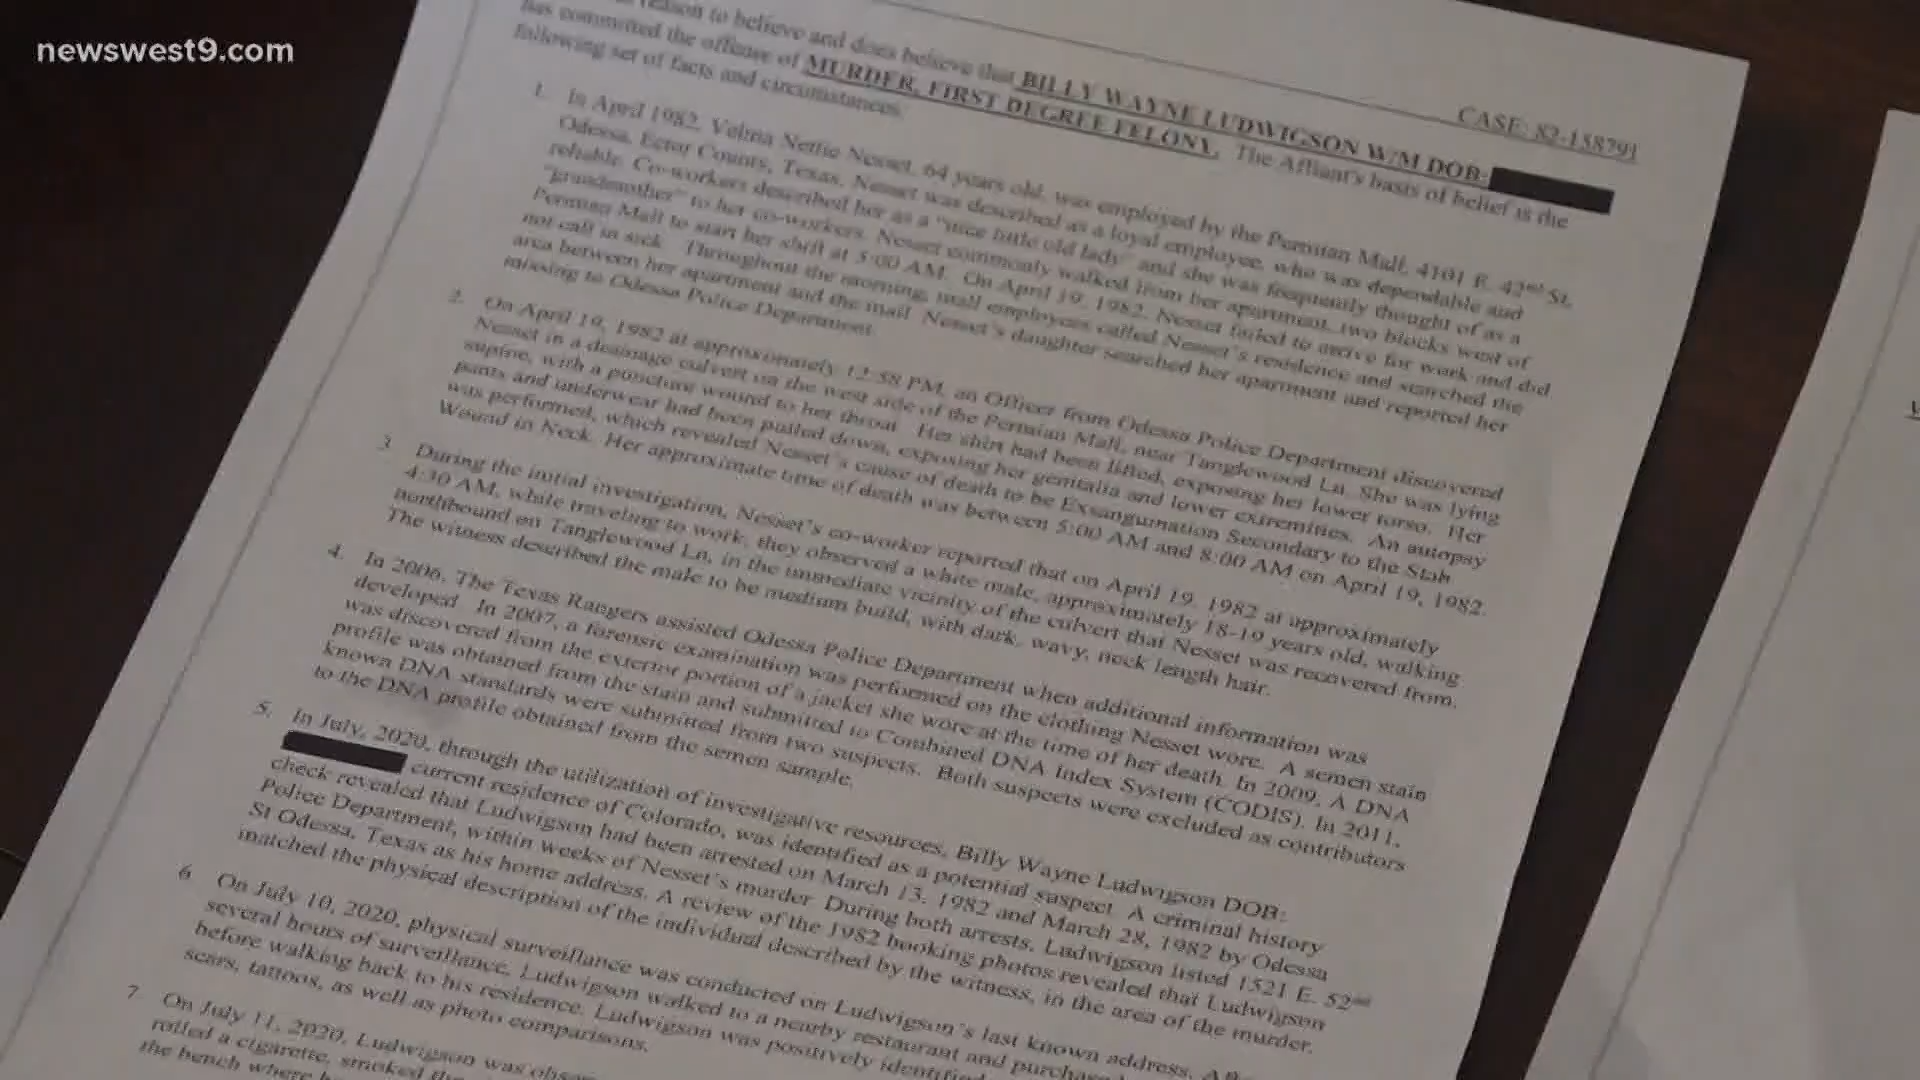 newswest9.com
CASE: 82-158791
reason to believe and does believe that BILLY WAYNE LUDWIGSON W/M DOB:
has committed the offense of MURDER, FIRST DEGREE FELONY. The Affiant's basis of belief is the
following set of facts and circumstances.
1. In April 1982, Velma Nettie Nesset, 64 years old, was employed by the Permian Mall, 4101 E. 42nd St,
Odessa, Ector County, Texas. Nesset was described as a loyal employee, who was dependable and
reliable. Co-workers described her as a "nice little old lady" and she was frequently thought of as a
"grandmother" to her co-workers. Nesset commonly walked from her apartment, two blocks west of
Permian Mall to start her shift at 5:00 AM. On April 19, 1982, Nesset failed to arrive for work and did
not call in sick. Throughout the morning, mall employees called Nesset's residence and searched the
area between her apartment and the mall. Nesset's daughter searched her apartment and reported her
missing to Odessa Police Department.
2. On April 19, 1982 at approximately 12:58 PM, an Officer from Odessa Police Department discovered
Nesset in a drainage culvert on the west side of the Permian Mall, near Tanglewood Ln. She was lying
supine, with a puncture wound to her throat. Her shirt had been lifted, exposing her lower torso. Her
pants and underwear had been pulled down, exposing her genitalia and lower extremities. An autopsy
was performed, which revealed Nesset's cause of death to be Exsanguination Secondary to the Stab
Wound in Neck. Her approximate time of death was between 5:00 AM and 8:00 AM on April 19, 1982.
3. During the initial investigation, Nesset's co-worker reported that on April 19, 1982 at approximately
4:30 AM, while traveling to work, they observed a white male, approximately 18-19 years old, walking
northbound on Tanglewood Ln, in the immediate vicinity of the culvert that Nesset was recovered from.
The witness described the male to be medium build, with dark, wavy, neck length hair.
4. In 2006, The Texas Rangers assisted Odessa Police Department when additional information was
developed. In 2007, a forensic examination was performed on the clothing Nesset wore. A semen stain
was discovered from the exterior portion of a jacket she wore at the time of her death. In 2009, A DNA
profile was obtained from the stain and submitted to Combined DNA Index System (CODIS). In 2011,
known DNA standards were submitted from two suspects. Both suspects were excluded as contributors
to the DNA profile obtained from the semen sample.
5. In July, 2020, through the utilization of investigative resources, Billy Wayne Ludwigson DOB:
current residence of Colorado, was identified as a potential suspect. A criminal history
check revealed that Ludwigson had been arrested on March 13, 1982 and March 28, 1982 by Odessa
Police Department, within weeks of Nesset's murder. During both arrests, Ludwigson listed 1521 E. 52nd
St Odessa, Texas as his home address. A review of the 1982 booking photos revealed that Ludwigson
matched the physical description of the individual described by the witness, in the area of the murder.
6. On July 10, 2020, physical surveillance was conducted on Ludwigson's last known address.
several hours of surveillance, Ludwigson walked to a nearby restaurant and
before walking back to his residence. Ludwigson was positively
scars, tattoos, as well as photo comparisons.
7. On July 11, 2020, Ludwigson was
rolled a cigarette, smoked
the bench where